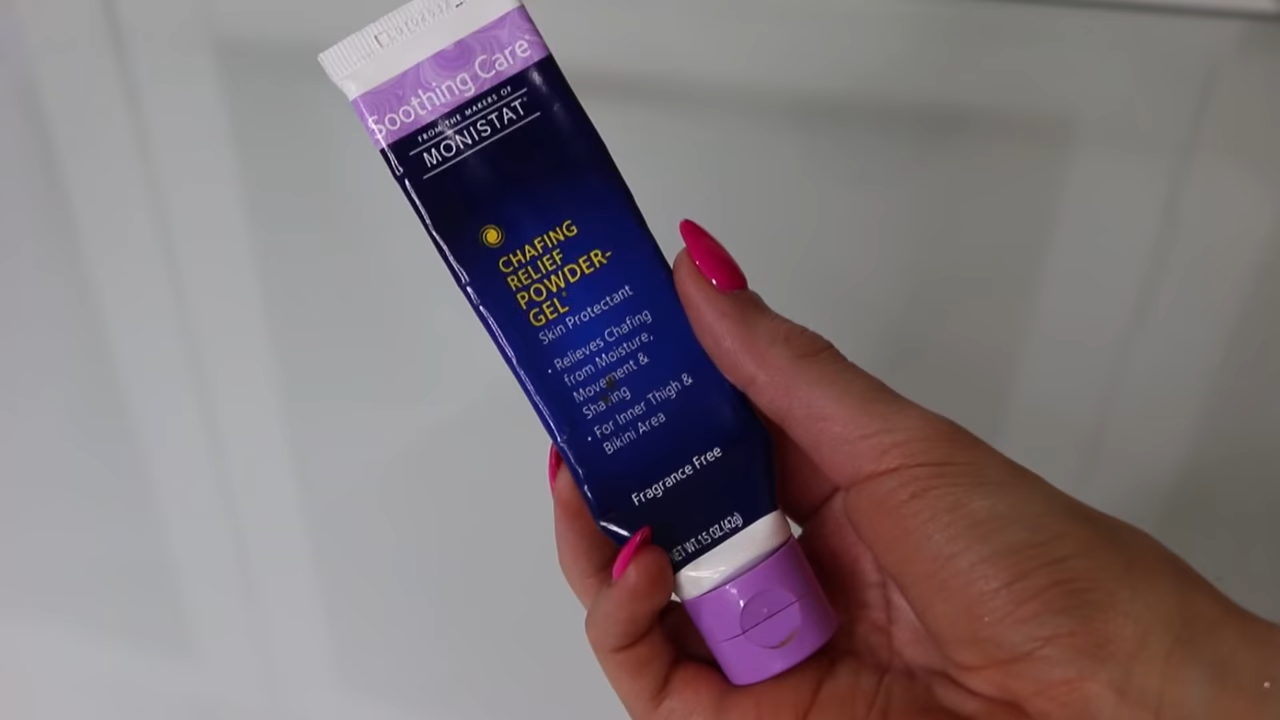 Soothing Care
FROM THE MAKERS OF
MONISTAT®
CHAFING
RELIEF
POWDER-
GEL®
Skin Protectant
• Relieves Chafing
from Moisture,
Movement &
Shaving
• For Inner Thigh &
Bikini Area
Fragrance Free
NET WT. 1.5 OZ (42g)